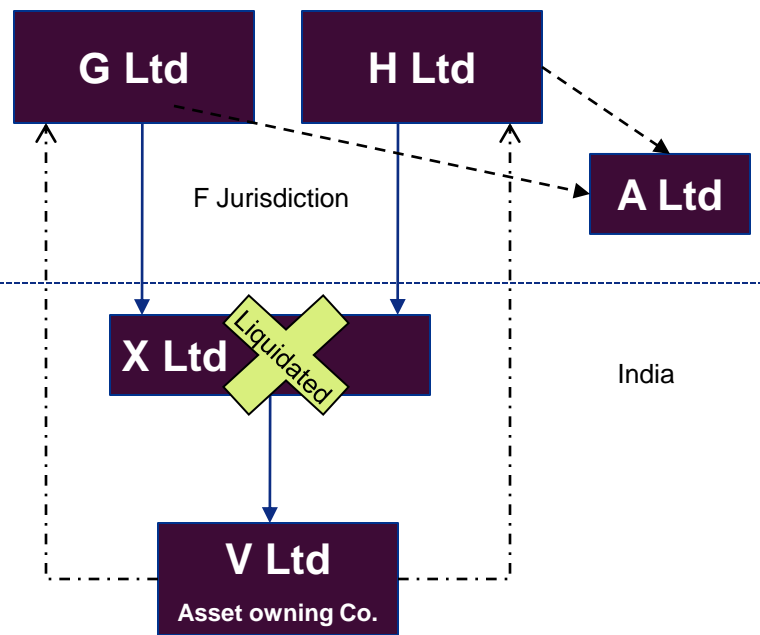 G Ltd
H Ltd
A Ltd
F Jurisdiction
X Ltd
Liquidated
India
V Ltd
Asset owning Co.